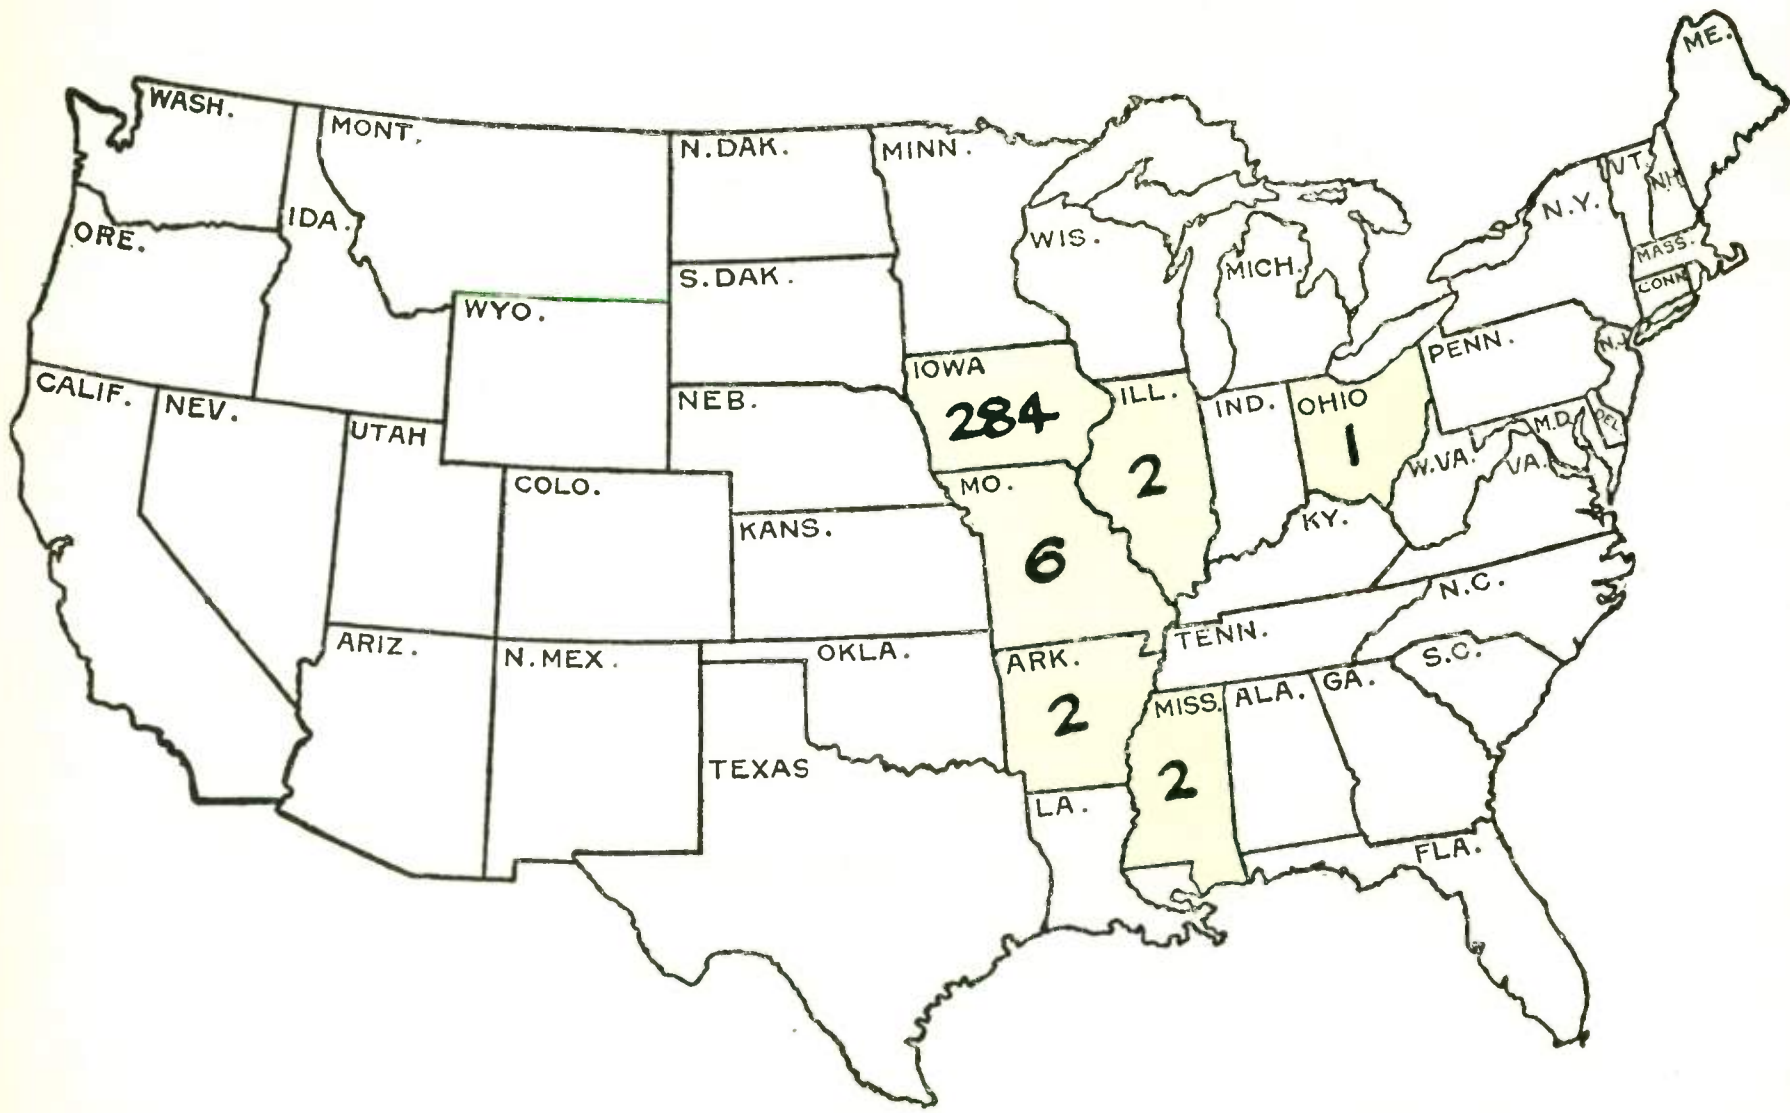 ME.
WASH.
MONT.
N.DAK.
MINN.
VT.
N.H.
IDA.
N.Y.
ORE.
WIS.
MASS.
MICH.
S.DAK.
CONN.
WYO.
N.J.
PENN.
IOWA
284
CALIF.
NEV.
NEB.
ILL.
2
IND.
OHIO
1
UTAH
M.D.
DEL.
W.VA.
VA.
COLO.
MO.
6
KANS.
KY.
N.C.
ARIZ.
N.MEX.
OKLA.
ARK.
2
TENN.
S.C.
MISS.
2
ALA.
GA.
TEXAS
LA.
FLA.